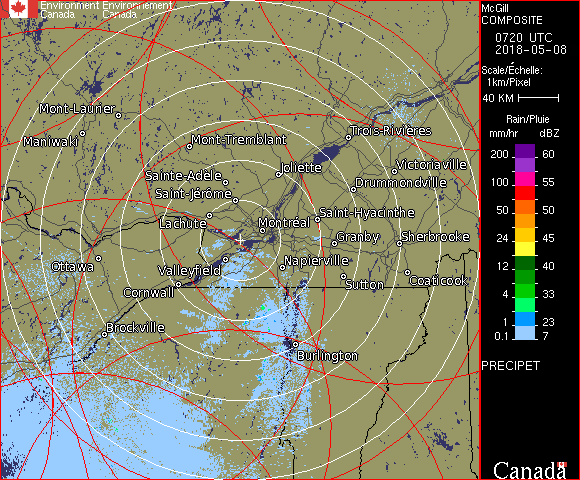 Environment Environnement
Canada Canada
McGill
COMPOSITE
0720 UTC
2018-05-08
Scale/Échelle:
1km/Pixel
40 KM
Rain/Pluie
mm/hr dBZ
200 60
55
100 55
50 50
24 45
12 40
4 33
1 23
0.1 7
PRECIPET
Canada
Mont-Laurier
Maniwaki
Mont-Tremblant
Trois-Rivières
Joliette
Victoriaville
Sainte-Adèle
Drummondville
Saint-Jérôme
Saint-Hyacinthe
Lachute
Montréal
Granby
Sherbrooke
Ottawa
Valleyfield
Napierville
Cornwall
Sutton
Coaticook
Brockville
Burlington